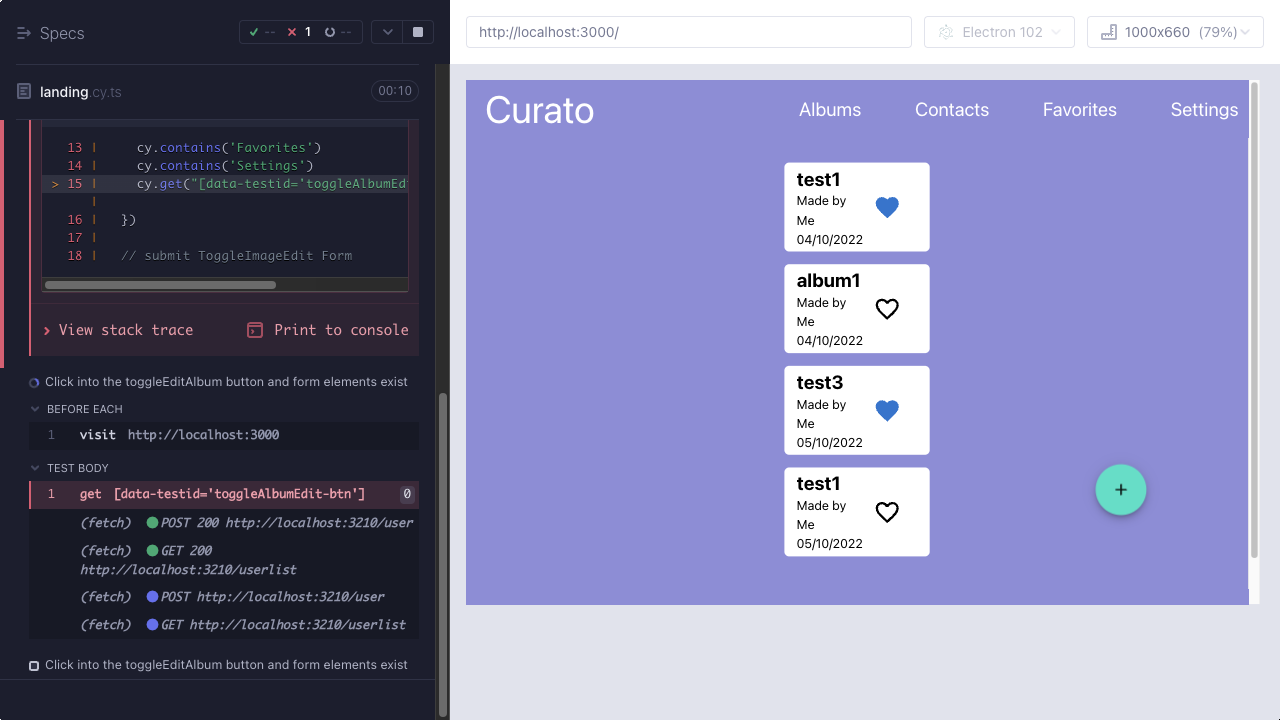 Specs
-- 1 --
landing.cy.ts 00:10
13 | cy.contains('Favorites')
14 | cy.contains('Settings')
> 15 | cy.get("[data-testid='toggleAlbumEdi
|
16 | })
17 |
18 | // submit ToggleImageEdit Form
View stack trace Print to console
Click into the toggleEditAlbum button and form elements exist
BEFORE EACH
1 visit http://localhost:3000
TEST BODY
1 get [data-testid='toggleAlbumEdit-btn'] 0
(fetch) POST 200 http://localhost:3210/user
(fetch) GET 200
http://localhost:3210/userlist
(fetch) POST http://localhost:3210/user
(fetch) GET http://localhost:3210/userlist
Click into the toggleEditAlbum button and form elements exist
http://localhost:3000/ Electron 102 1000x660 (79%)
Curato Albums Contacts Favorites Settings
test1
Made by
Me
04/10/2022
album1
Made by
Me
04/10/2022
test3
Made by
Me
05/10/2022
test1
Made by
Me
05/10/2022
+